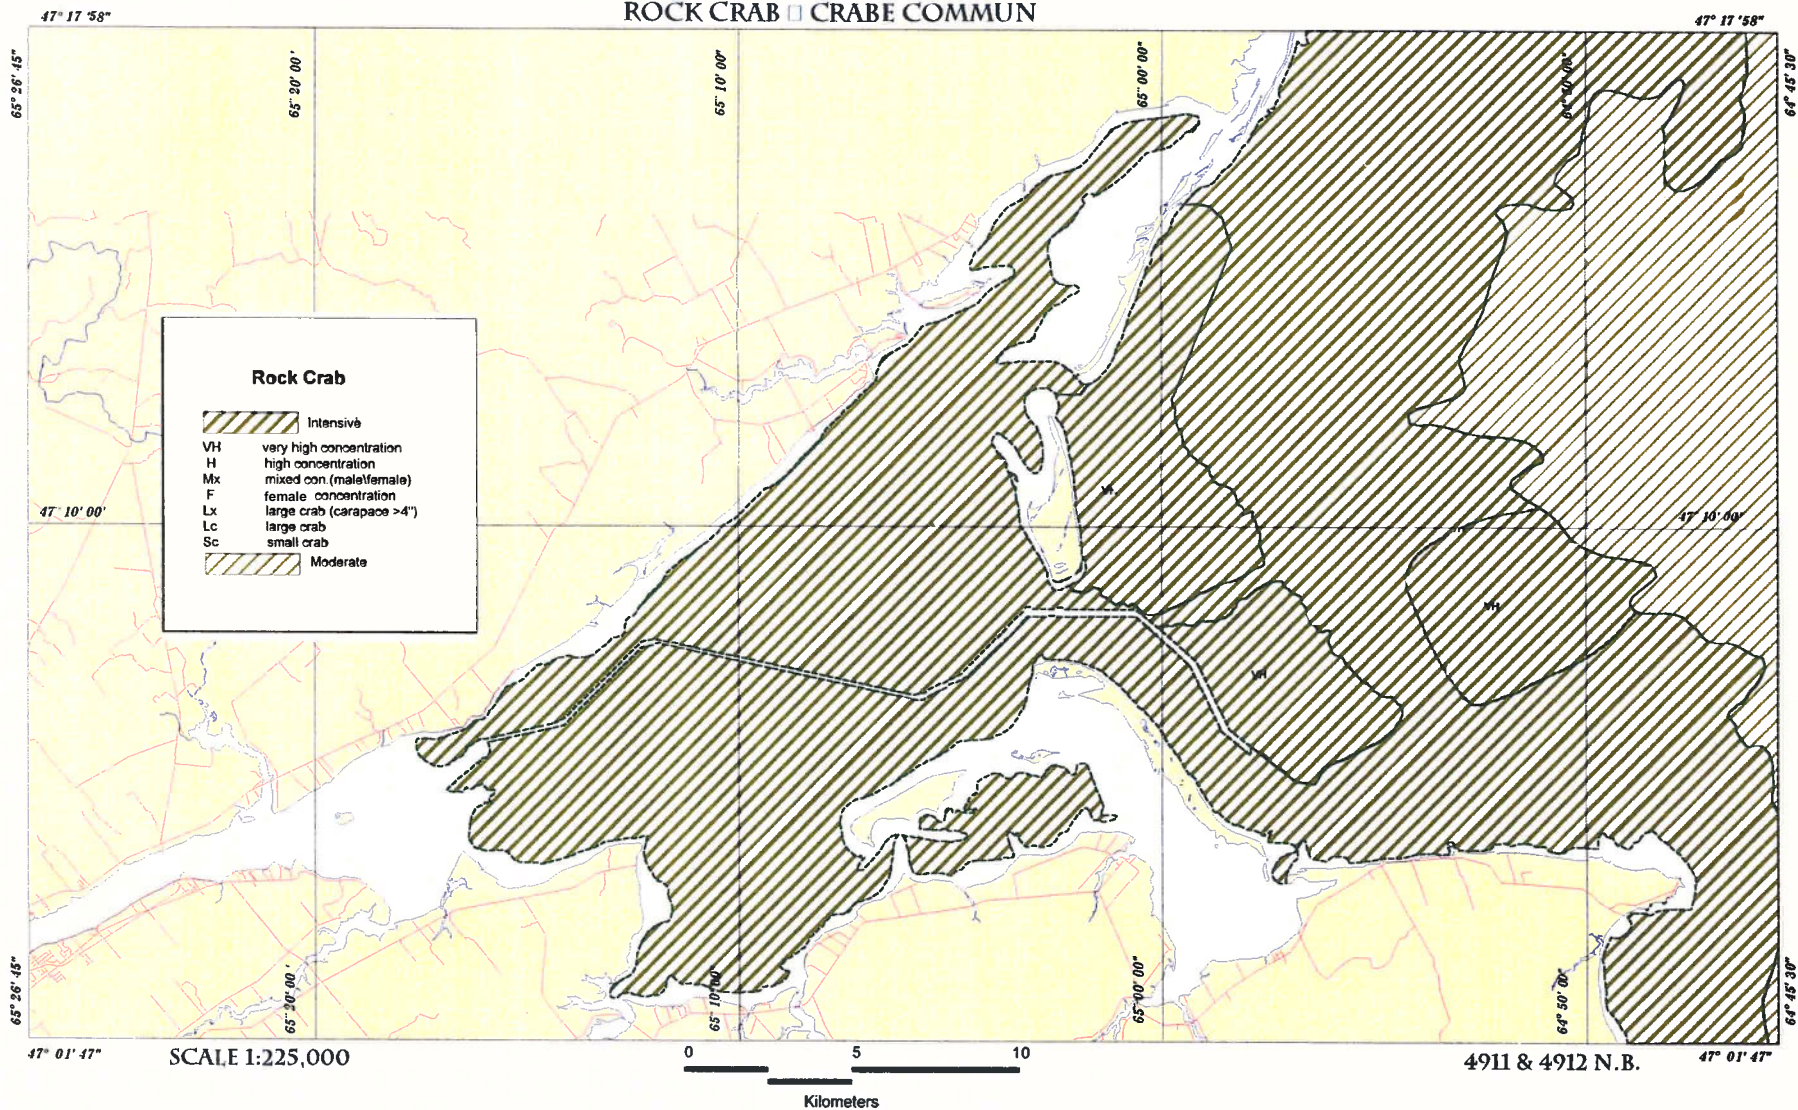 ROCK CRAB □ CRABE COMMUN
47° 17 '58"
47° 17 '58"
65° 26' 45"
65° 20' 00'
65° 10' 00"
65° 00' 00"
64° 45' 30"
Rock Crab
Intensive
VH very high concentration
H high concentration
Mx mixed con.(male\female)
F female concentration
Lx large crab (carapace >4")
Lc large crab
Sc small crab
Moderate
47° 10' 00'
47° 10' 00"
VH
VH
65° 26' 45"
65° 20' 00'
65° 10' 00'
65° 00' 00"
64° 50' 00"
64° 45' 30"
47° 01' 47"
SCALE 1:225,000
0 5 10
Kilometers
4911 & 4912 N.B.
47° 01' 47"